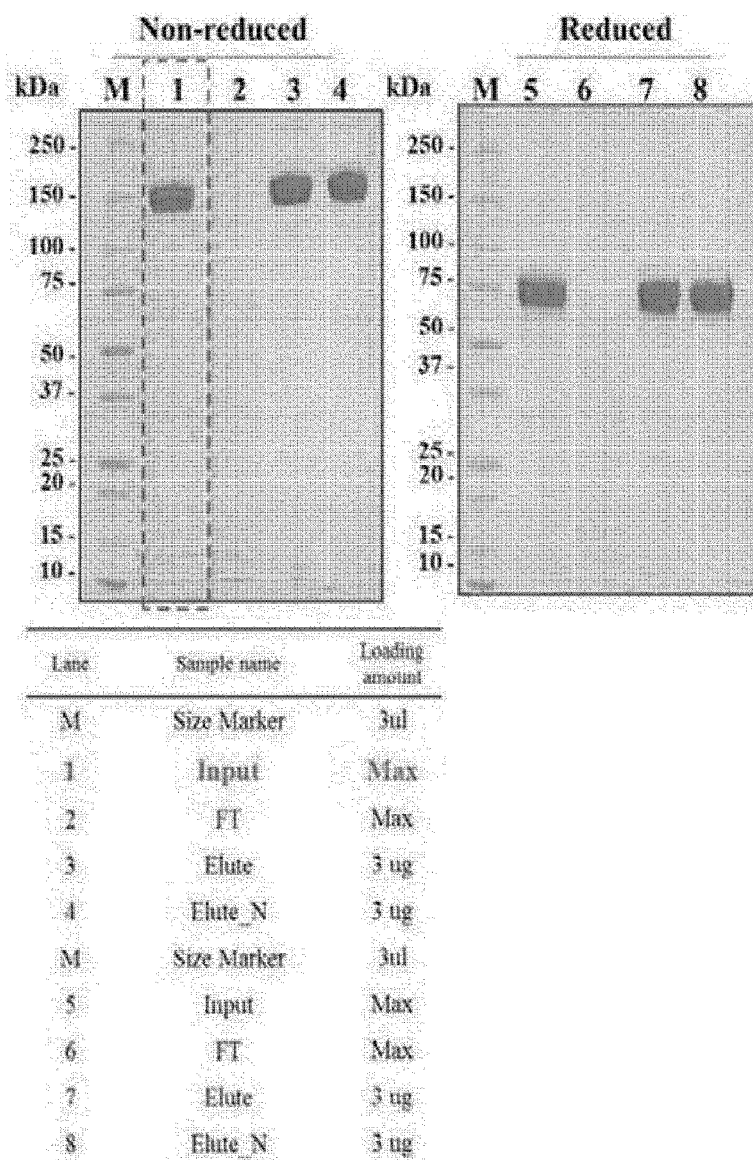 Non-reduced
kDa M 1 2 3 4
250 -
150 -
100 -
75 -
50 -
37 -
25 -
20 -
15 -
10 -
Reduced
kDa M 5 6 7 8
250 -
150 -
100 -
75 -
50 -
37 -
25 -
20 -
15 -
10 -
Lane Sample name Loading amount
M Size Marker 3ul
1 Input Max
2 FT Max
3 Elute 3 ug
4 Elute_N 3 ug
M Size Marker 3ul
5 Input Max
6 FT Max
7 Elute 3 ug
8 Elute_N 3 ug